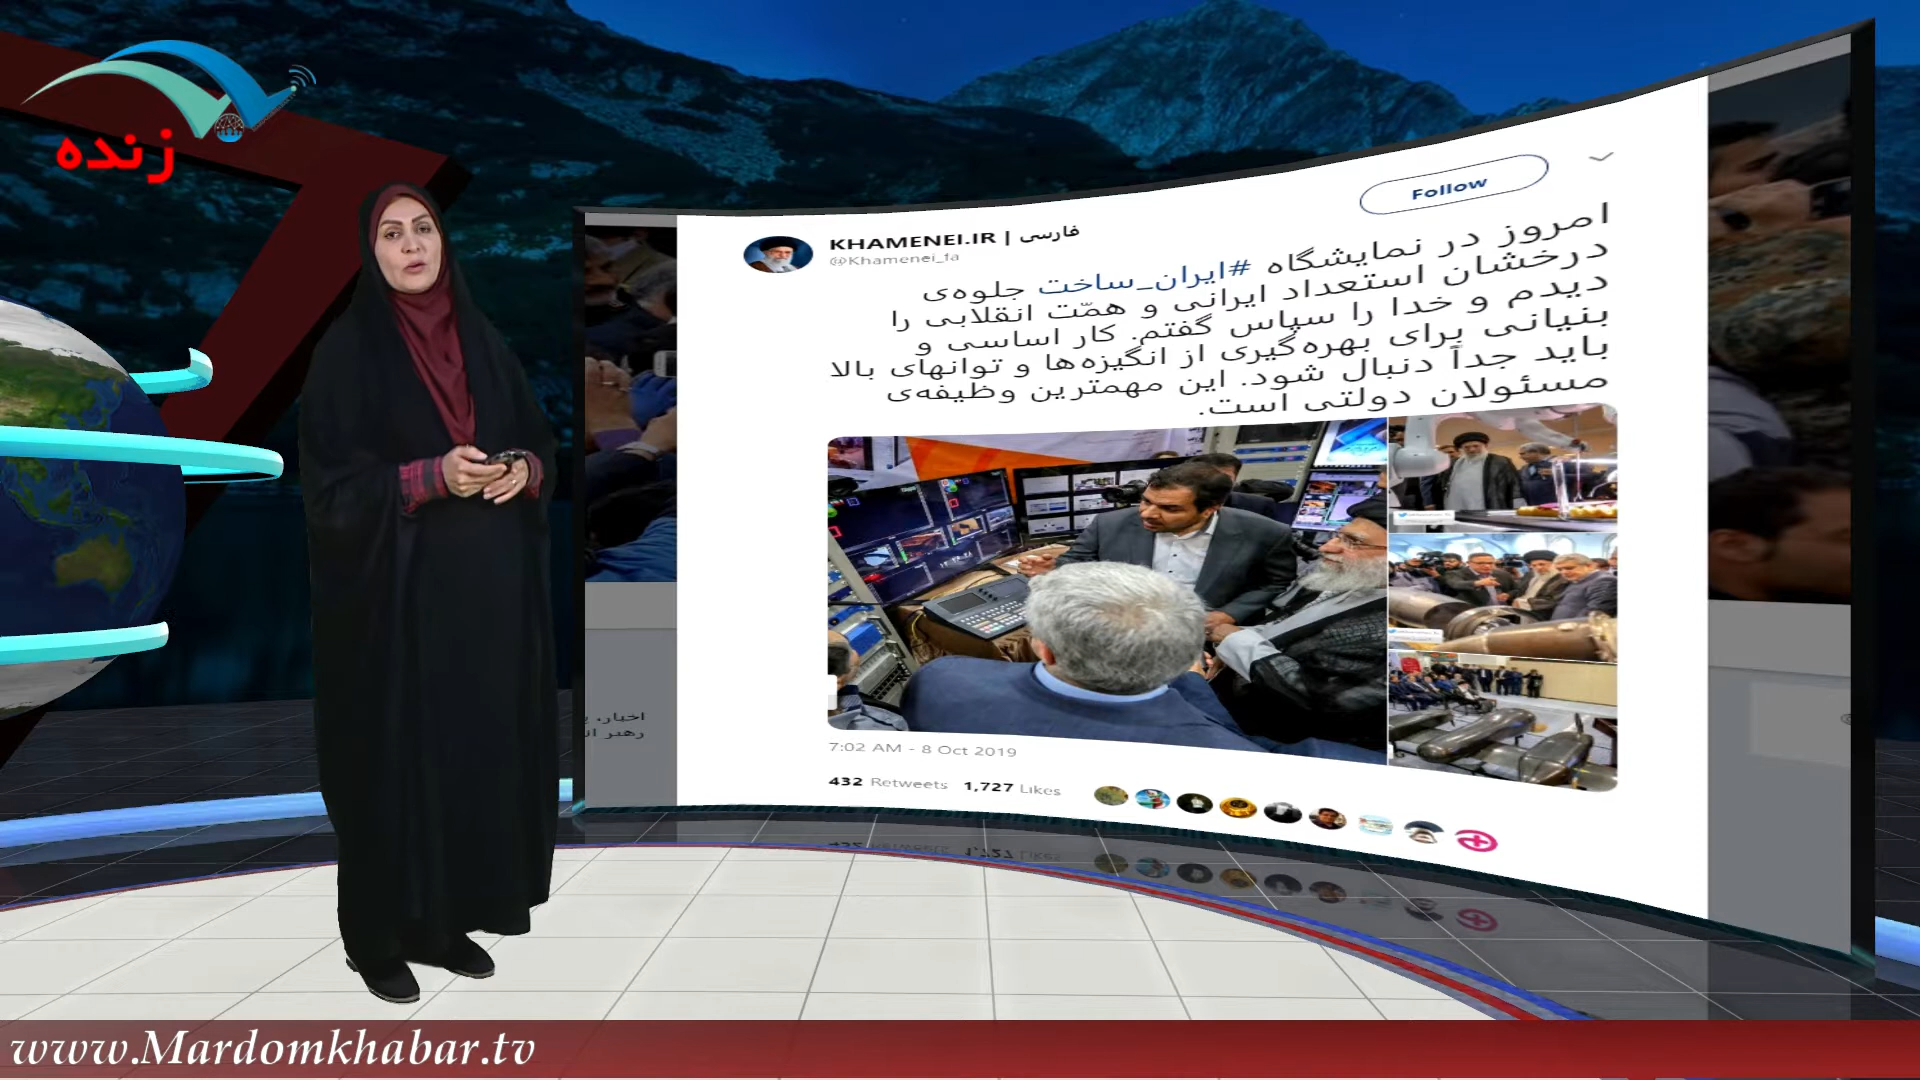 زنده
Follow
KHAMENEI.IR | فارسی
@Khamenei_fa
امروز در نمایشگاه #ایران_ساخت جلوه‌ی
درخشان استعداد ایرانی و همّت انقلابی را
دیدم و خدا را سپاس گفتم. کار اساسی و
بنیانی برای بهره‌گیری از انگیزه‌ها و توانهای بالا
باید جداً دنبال شود. این مهمترین وظیفه‌ی
مسئولان دولتی است.
اخبار،
رهبر
7:02 AM - 8 Oct 2019
432 Retweets 1,727 Likes
www.Mardomkhabar.tv